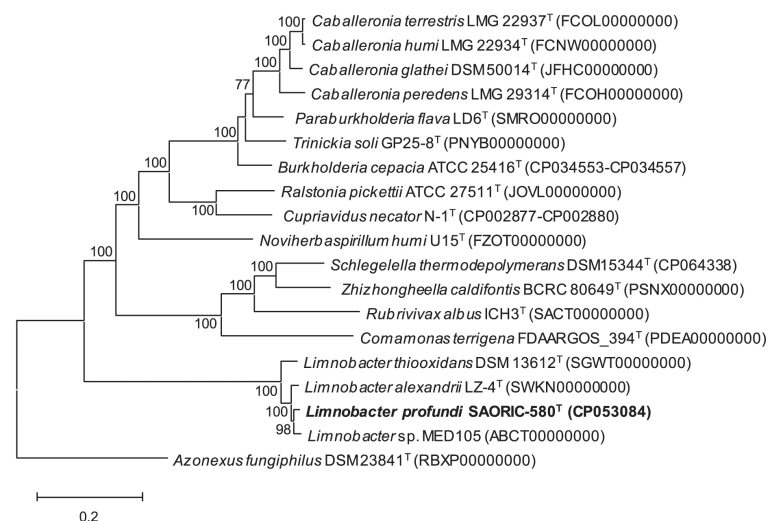 100 Caballeronia terrestris LMG 22937T (FCOL00000000)
100 Caballeronia humi LMG 22934T (FCNW00000000)
Caballeronia glathei DSM50014T (JFHC00000000)
100
77 Caballeronia peredens LMG 29314T (FCOH00000000)
Paraburkholderia flava LD6T (SMRO00000000)
100 Trinickia soli GP25-8T (PNYB00000000)
100 Burkholderia cepacia ATCC 25416T (CP034553-CP034557)
100 Ralstonia pickettii ATCC 27511T (JOVL00000000)
100 Cupriavidus necator N-1T (CP002877-CP002880)
100 Noviherbaspirillum humi U15T (FZOT00000000)
100 Schlegelella thermodepolymerans DSM15344T (CP064338)
100 Zhizhongheella caldifontis BCRC 80649T (PSNX00000000)
Rubrivivax albus ICH3T (SACT00000000)
100
Comamonas terrigena FDAARGOS_394T (PDEA00000000)
Limnobacter thiooxidans DSM 13612T (SGWT00000000)
100 Limnobacter alexandrii LZ-4T (SWKN00000000)
100 Limnobacter profundi SAORIC-580T (CP053084)
98 Limnobacter sp. MED105 (ABCT00000000)
Azonexus fungiphilus DSM23841T (RBXP00000000)
0.2